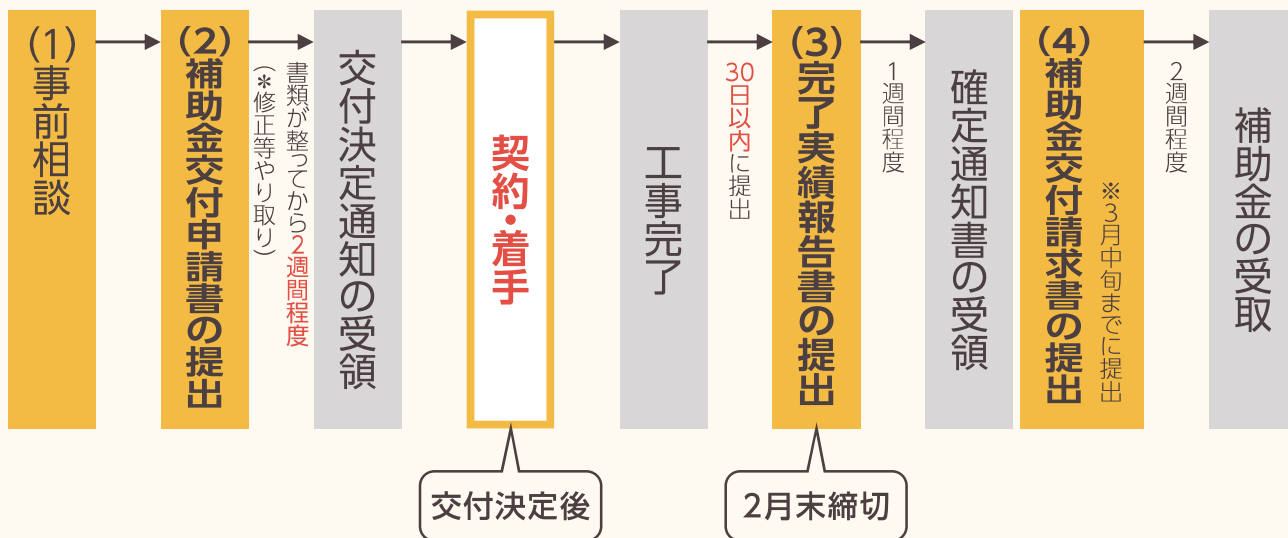 (1)事前相談
(2)補助金交付申請書の提出
書類が整ってから2週間程度
(＊修正等やり取り)
交付決定通知の受領
契約・着手
交付決定後
工事完了
30日以内に提出
(3)完了実績報告書の提出
2月末締切
1週間程度
確定通知書の受領
(4)補助金交付請求書の提出
※3月中旬までに提出
2週間程度
補助金の受取